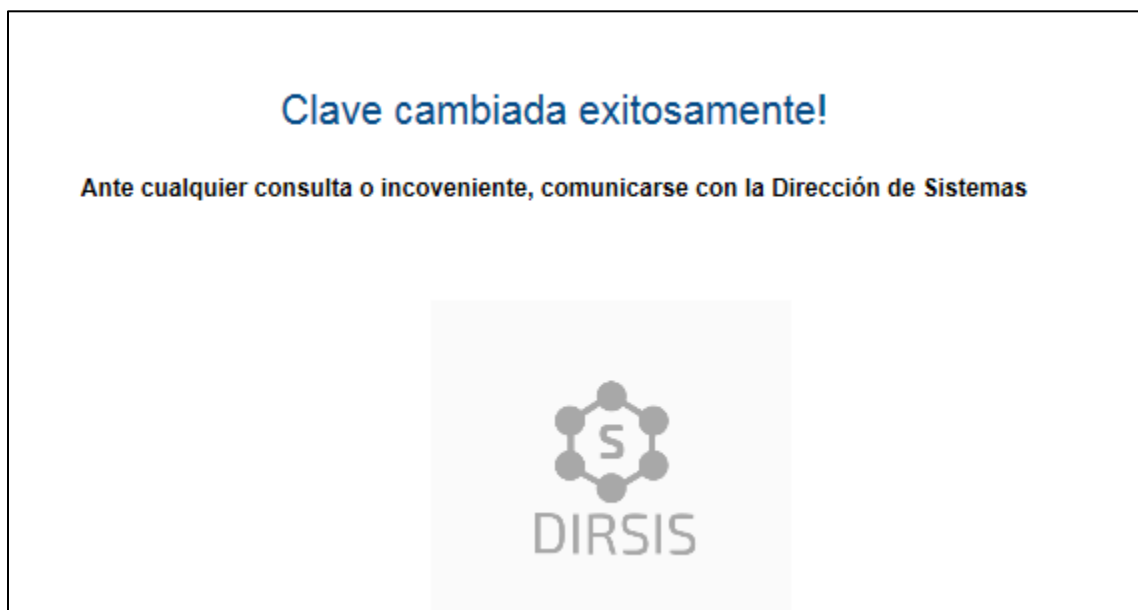 Clave cambiada exitosamente!
Ante cualquier consulta o incoveniente, comunicarse con la Dirección de Sistemas
S
DIRSIS